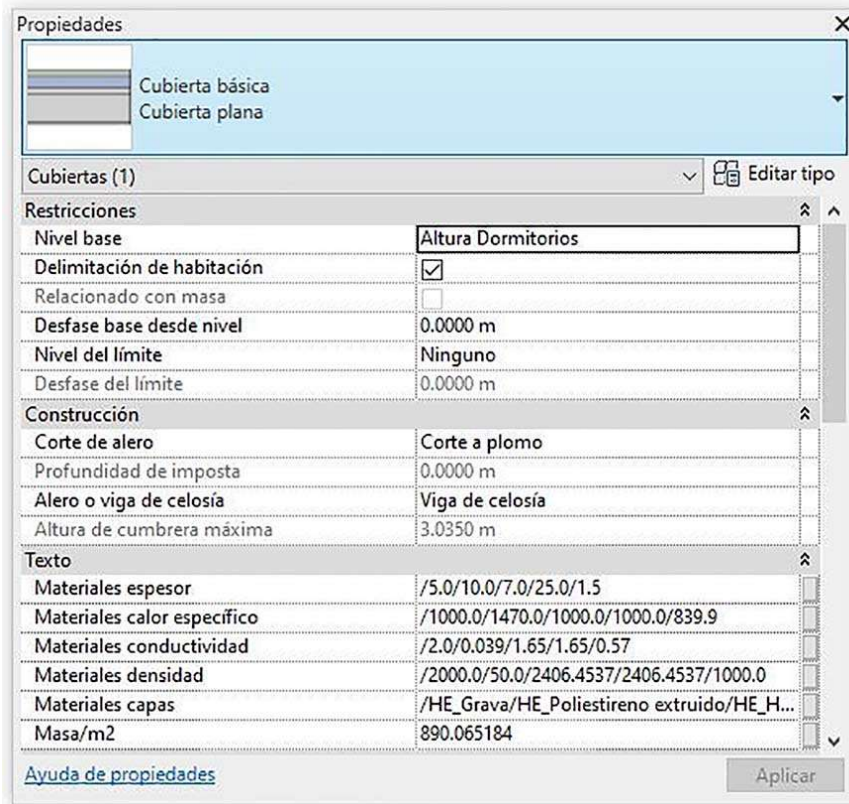 Propiedades
Cubierta básica
Cubierta plana
Cubiertas (1)
Editar tipo
Restricciones
Nivel base Altura Dormitorios
Delimitación de habitación
Relacionado con masa
Desfase base desde nivel 0.0000 m
Nivel del límite Ninguno
Desfase del límite 0.0000 m
Construcción
Corte de alero Corte a plomo
Profundidad de imposta 0.0000 m
Alero o viga de celosía Viga de celosía
Altura de cumbrera máxima 3.0350 m
Texto
Materiales espesor /5.0/10.0/7.0/25.0/1.5
Materiales calor específico /1000.0/1470.0/1000.0/1000.0/839.9
Materiales conductividad /2.0/0.039/1.65/1.65/0.57
Materiales densidad /2000.0/50.0/2406.4537/2406.4537/1000.0
Materiales capas /HE_Grava/HE_Poliestireno extruido/HE_H...
Masa/m2 890.065184
Ayuda de propiedades
Aplicar